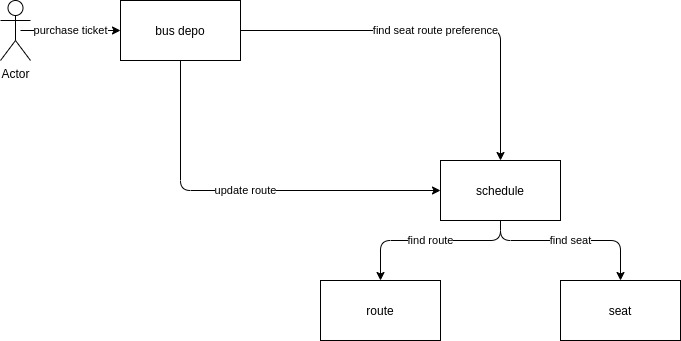 purchase ticket
bus depo
find seat route preference
Actor
update route
schedule
find route
find seat
route
seat